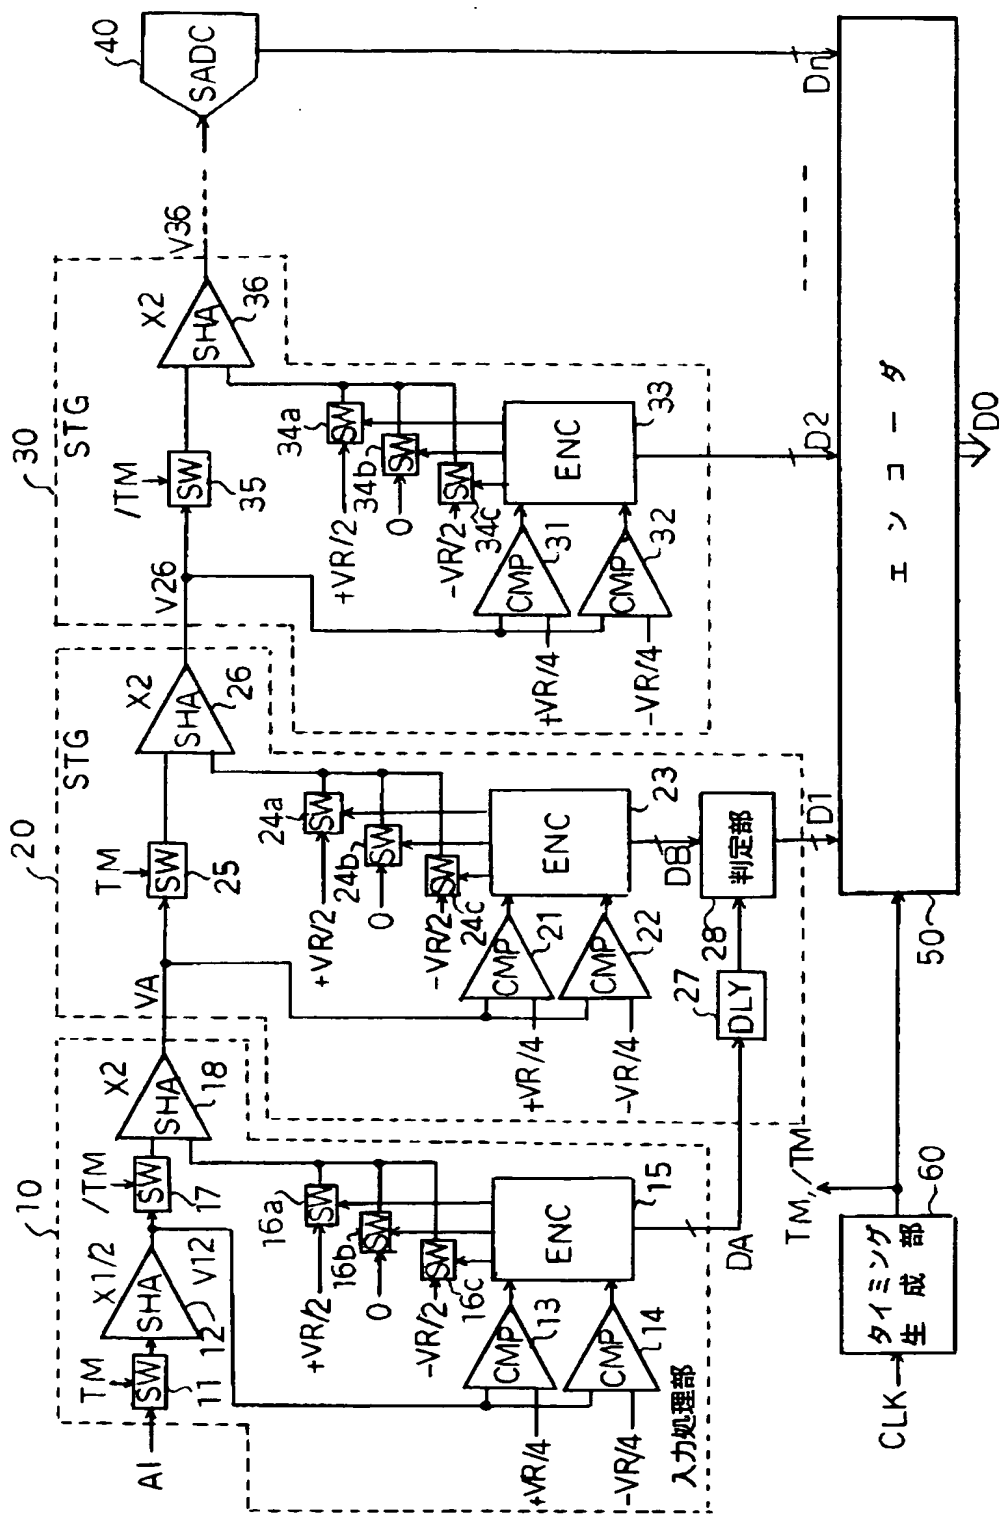 10
TM
X1/2
/TM
X2
AI
SW
11
SHA
12
V12
SW
17
SHA
18
VA
16a
SW
+VR/2
16b
SW
0
SW
-VR/2
16c
CMP
13
CMP
14
+VR/4
-VR/4
ENC
15
DA
入力処理部
20
STG
TM
X2
SW
25
SHA
26
V26
24a
SW
+VR/2
24b
SW
0
SW
-VR/2
24c
CMP
21
CMP
22
+VR/4
-VR/4
ENC
23
DB
27
DLY
28
判定部
D1
30
STG
/TM
X2
SW
35
SHA
36
V36
34a
SW
+VR/2
34b
SW
0
SW
-VR/2
34c
CMP
31
CMP
32
+VR/4
-VR/4
ENC
33
D2
40
SADC
Dn
エンコーダ
50
DO
CLK
タイミング
生成部
60
TM,/TM